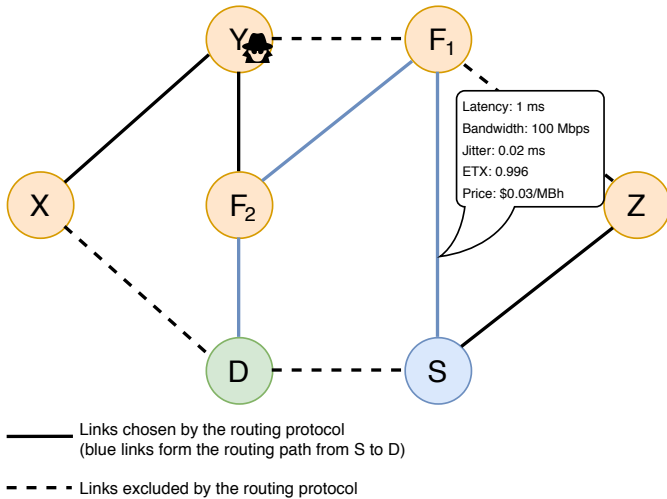 Y
F₁
Latency: 1 ms
Bandwidth: 100 Mbps
Jitter: 0.02 ms
ETX: 0.996
Price: $0.03/MBh
X
F₂
Z
D
S
Links chosen by the routing protocol
(blue links form the routing path from S to D)
Links excluded by the routing protocol